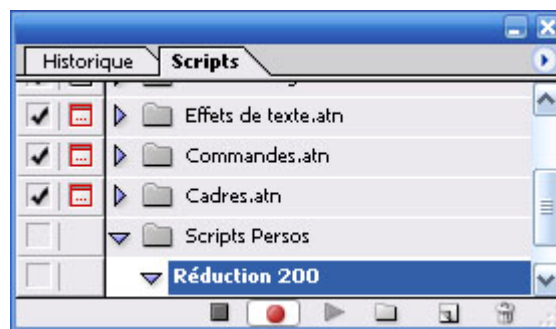 Historique
Scripts
Effets de texte.atn
Commandes.atn
Cadres.atn
Scripts Persos
Réduction 200